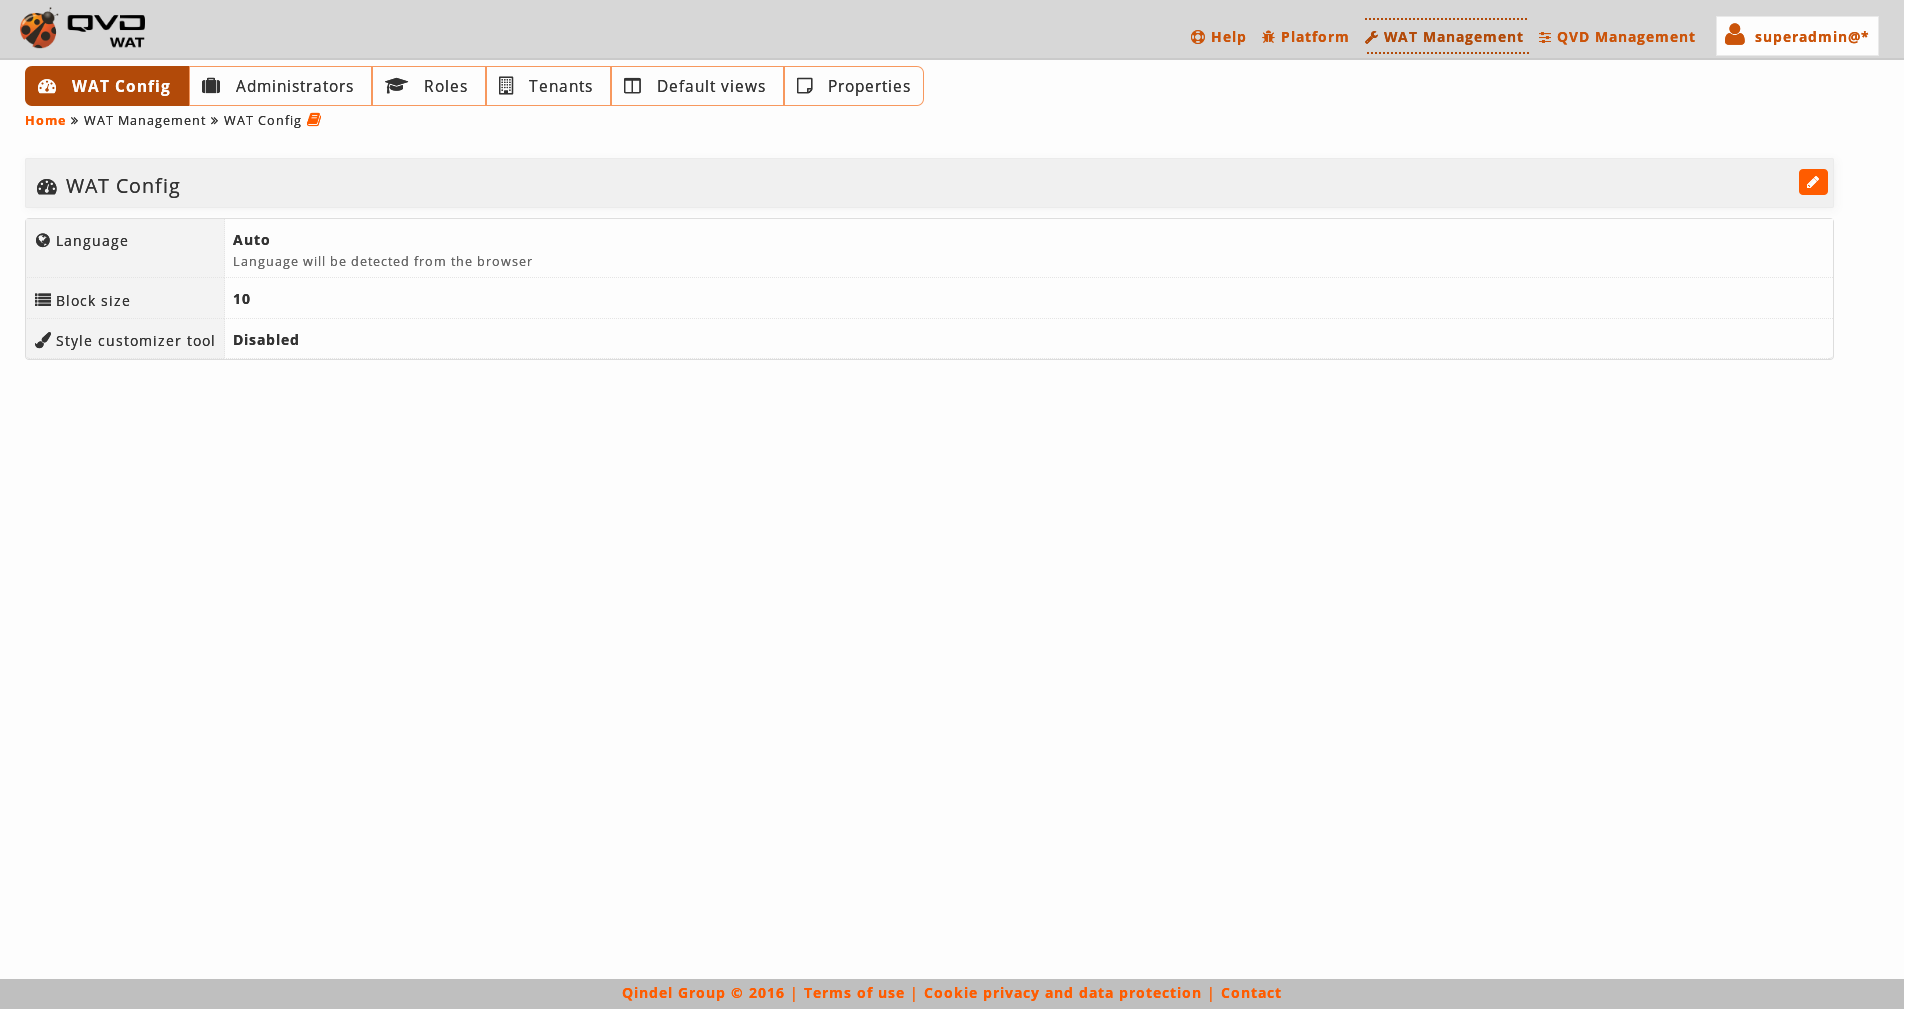 QVD
WAT
Help Platform WAT Management QVD Management superadmin@*
WAT Config Administrators Roles Tenants Default views Properties
Home » WAT Management » WAT Config
WAT Config
Language Auto
Language will be detected from the browser
Block size 10
Style customizer tool Disabled
Qindel Group © 2016 | Terms of use | Cookie privacy and data protection | Contact